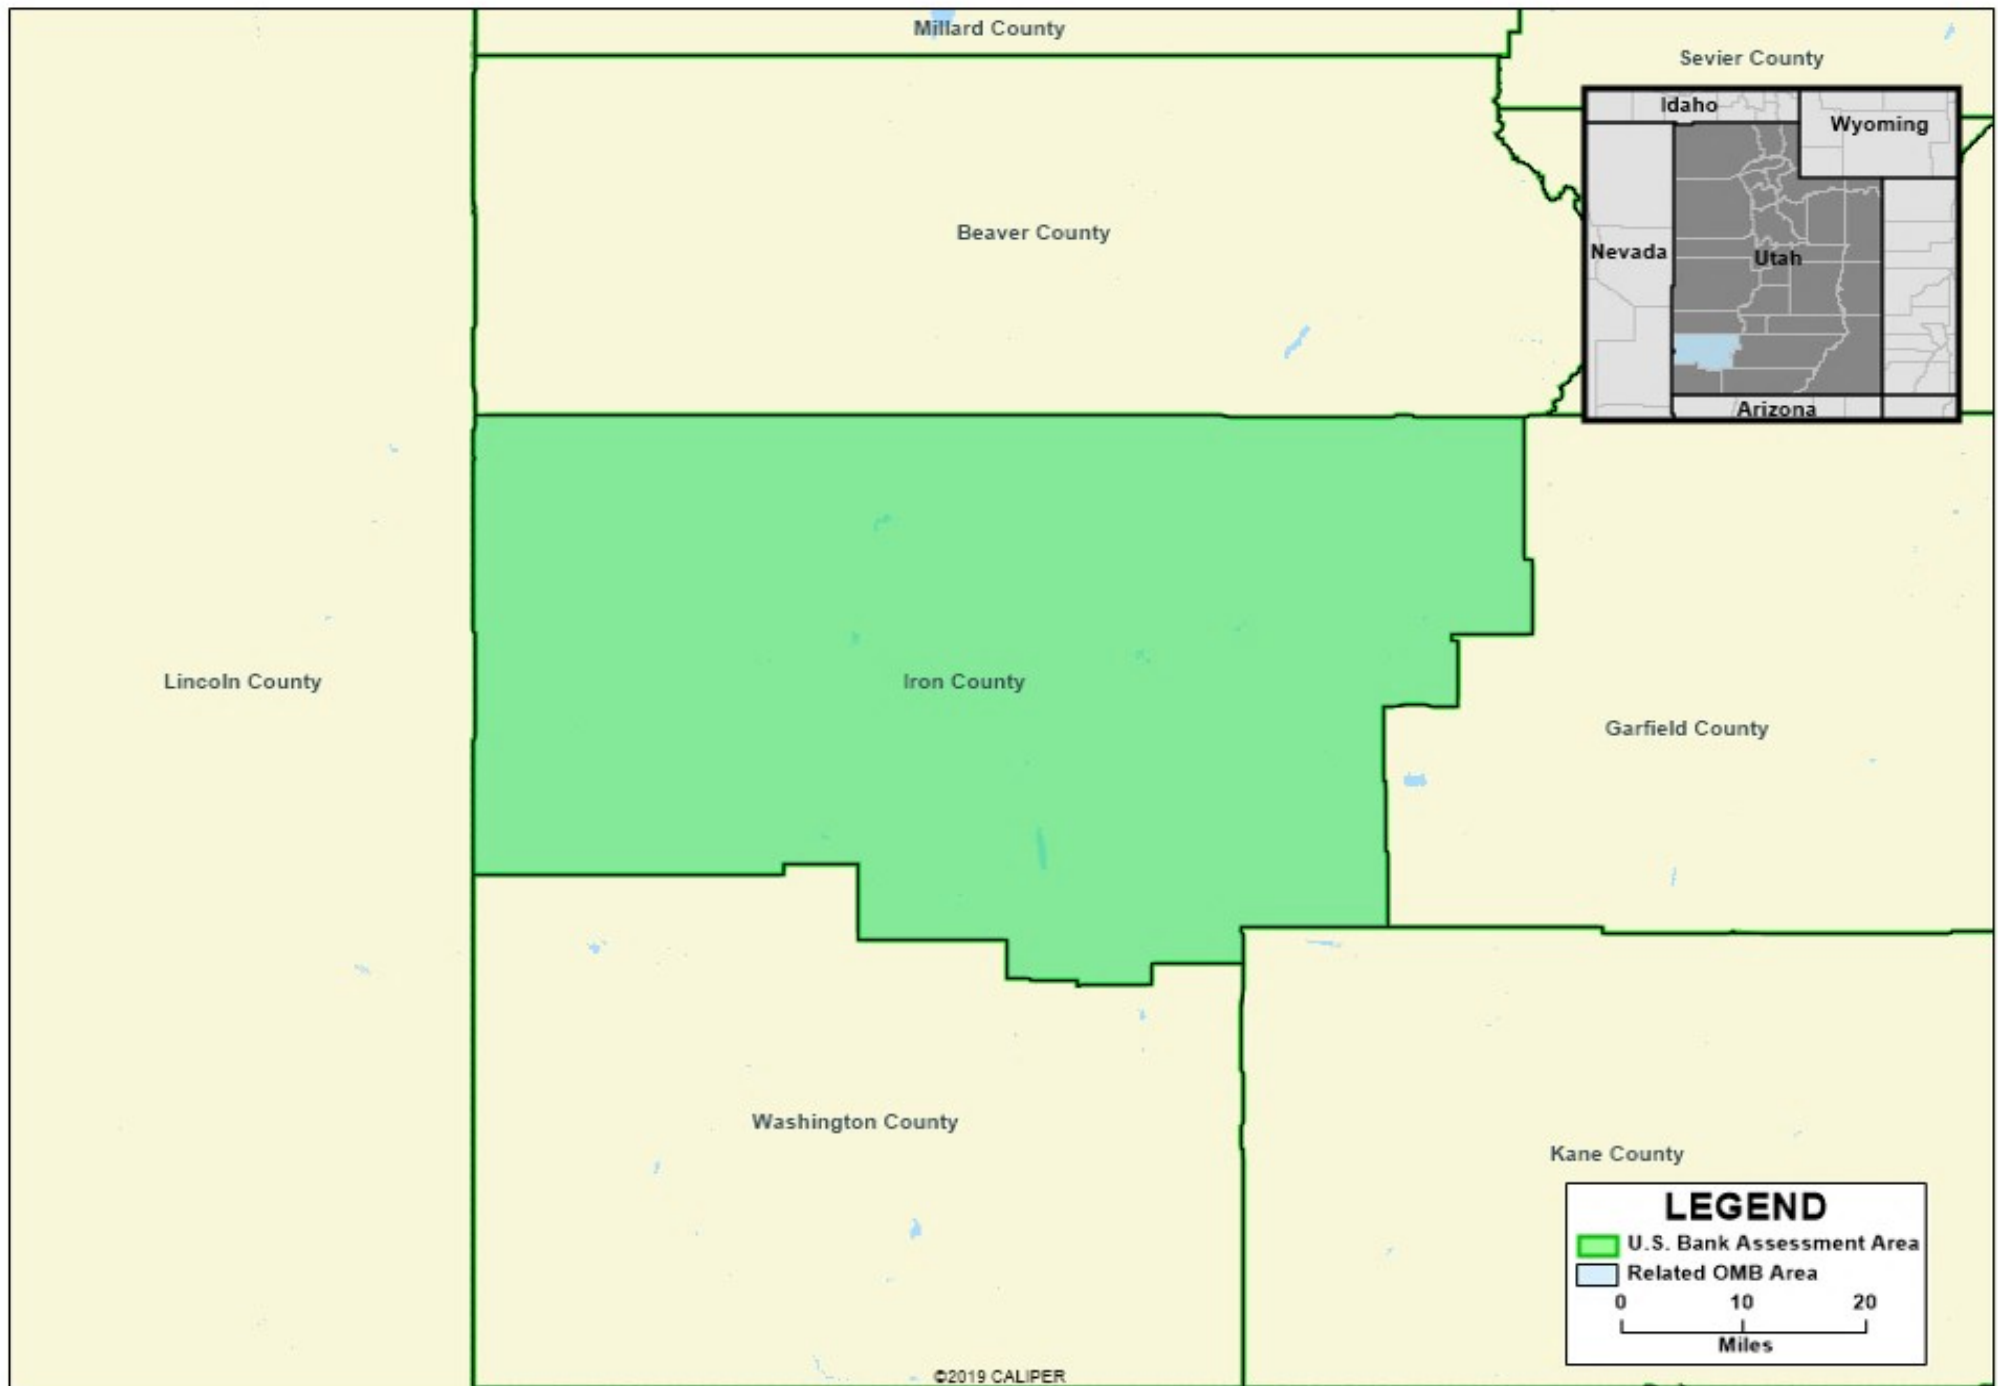 Millard County
Sevier County
Idaho
Wyoming
Beaver County
Nevada
Utah
Arizona
Lincoln County
Iron County
Garfield County
Washington County
Kane County
LEGEND
U.S. Bank Assessment Area
Related OMB Area
0 10 20
Miles
©2019 CALIPER